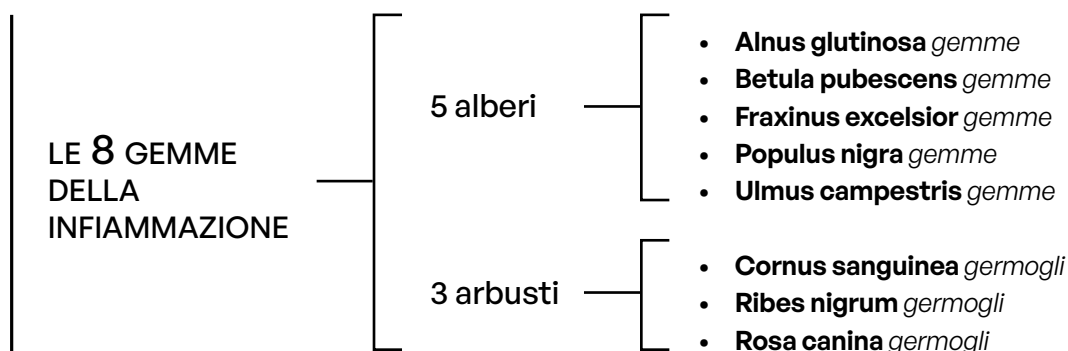 LE 8 GEMME
DELLA
INFIAMMAZIONE
5 alberi
• Alnus glutinosa gemme
• Betula pubescens gemme
• Fraxinus excelsior gemme
• Populus nigra gemme
• Ulmus campestris gemme
3 arbusti
• Cornus sanguinea germogli
• Ribes nigrum germogli
• Rosa canina germogli